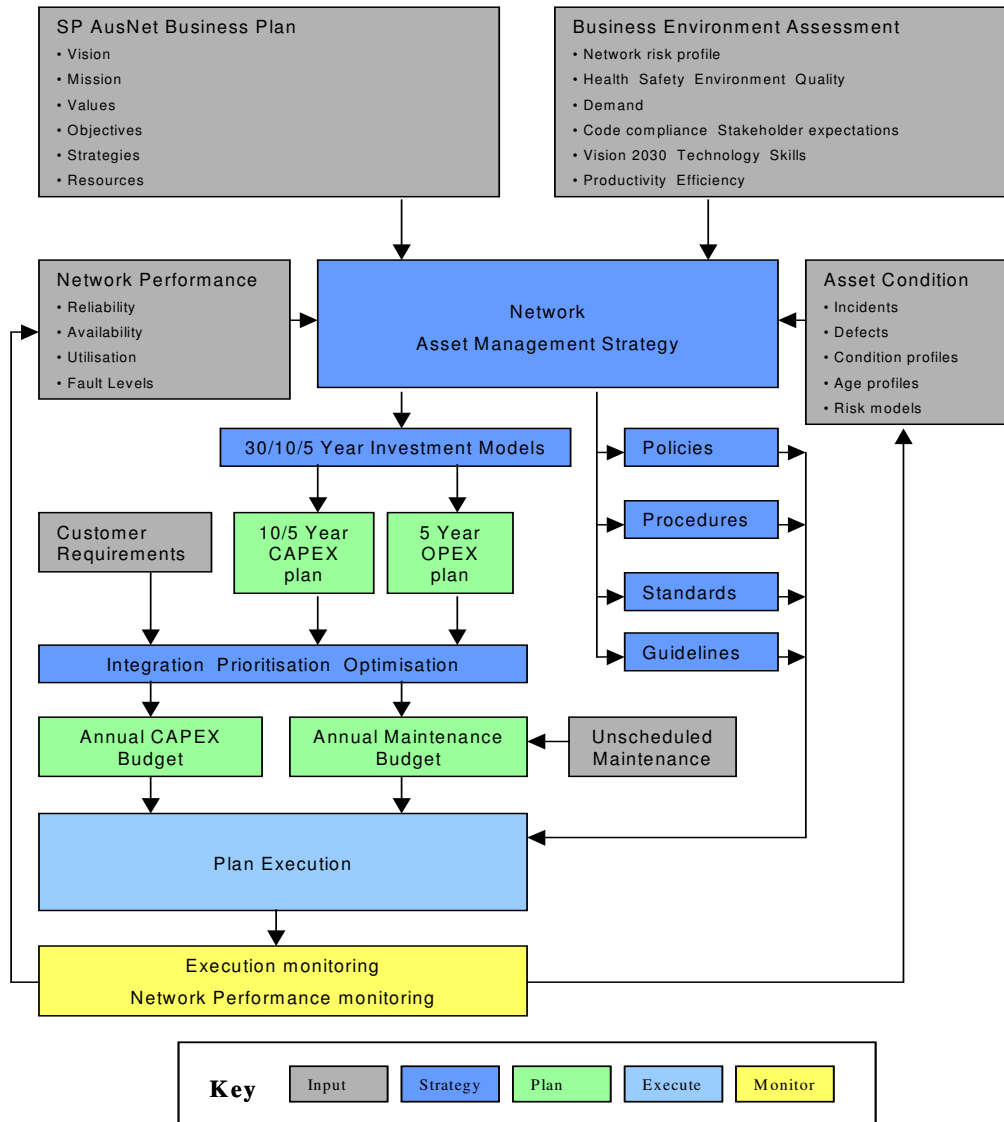 SP AusNet Business Plan
• Vision
• Mission
• Values
• Objectives
• Strategies
• Resources
Business Environment Assessment
• Network risk profile
• Health Safety Environment Quality
• Demand
• Code compliance Stakeholder expectations
• Vision 2030 Technology Skills
• Productivity Efficiency
Network Performance
• Reliability
• Availability
• Utilisation
• Fault Levels
Network
Asset Management Strategy
Asset Condition
• Incidents
• Defects
• Condition profiles
• Age profiles
• Risk models
30/10/5 Year Investment Models
Policies
Procedures
Standards
Guidelines
Customer
Requirements
10/5 Year
CAPEX
plan
5 Year
OPEX
plan
Integration Prioritisation Optimisation
Annual CAPEX
Budget
Annual Maintenance
Budget
Unscheduled
Maintenance
Plan Execution
Execution monitoring
Network Performance monitoring
Key
Input
Strategy
Plan
Execute
Monitor